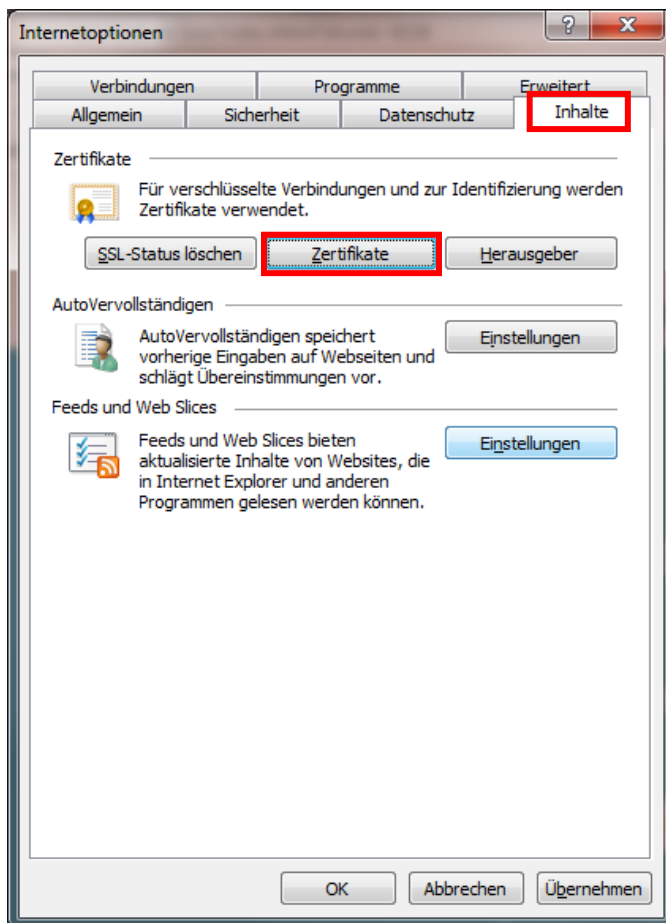 Internetoptionen
Verbindungen Programme Erweitert
Allgemein Sicherheit Datenschutz Inhalte
Zertifikate
Für verschlüsselte Verbindungen und zur Identifizierung werden
Zertifikate verwendet.
SSL-Status löschen Zertifikate Herausgeber
AutoVervollständigen
AutoVervollständigen speichert
vorherige Eingaben auf Webseiten und
schlägt Übereinstimmungen vor.
Einstellungen
Feeds und Web Slices
Feeds und Web Slices bieten
aktualisierte Inhalte von Websites, die
in Internet Explorer und anderen
Programmen gelesen werden können.
Einstellungen
OK Abbrechen Übernehmen